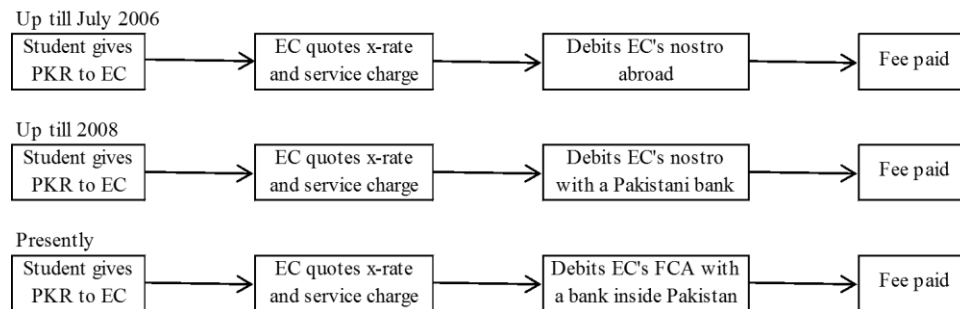 Up till July 2006
Student gives
PKR to EC
EC quotes x-rate
and service charge
Debits EC's nostro
abroad
Fee paid
Up till 2008
Student gives
PKR to EC
EC quotes x-rate
and service charge
Debits EC's nostro
with a Pakistani bank
Fee paid
Presently
Student gives
PKR to EC
EC quotes x-rate
and service charge
Debits EC's FCA with
a bank inside Pakistan
Fee paid